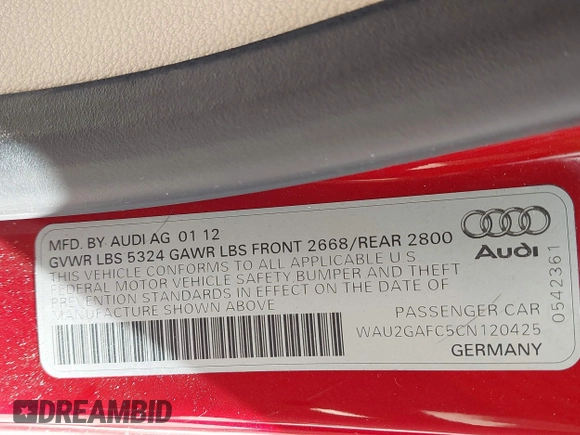 MFD. BY AUDI AG 01 12
GVWR LBS 5324 GAWR LBS FRONT 2668/REAR 2800
THIS VEHICLE CONFORMS TO ALL APPLICABLE U S
FEDERAL MOTOR VEHICLE SAFETY,BUMPER AND THEFT
PREVENTION STANDARDS IN EFFECT ON THE DATE OF
MANUFACTURE SHOWN ABOVE
Audi
0542361
PASSENGER CAR
WAU2GAFC5CN120425
GERMANY
DREAMBID